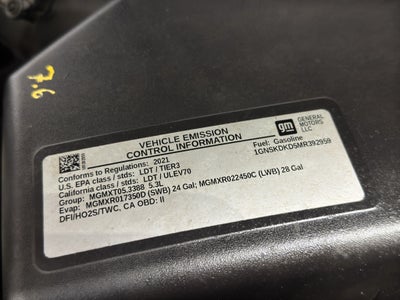 9.7
VEHICLE EMISSION
CONTROL INFORMATION
gm
GENERAL
MOTORS
LLC
Fuel: Gasoline
1GNSKDKD5MR392959
Conforms to Regulations: 2021
U.S. EPA class / stds: LDT / TIER3
California class / stds: LDT / ULEV70
Group: MGMXT05.3388 5.3L
Evap: MGMXR017350D (SWB) 24 Gal; MGMXR022450C (LWB) 28 Gal
DFI/HO2S/TWC, CA OBD: II